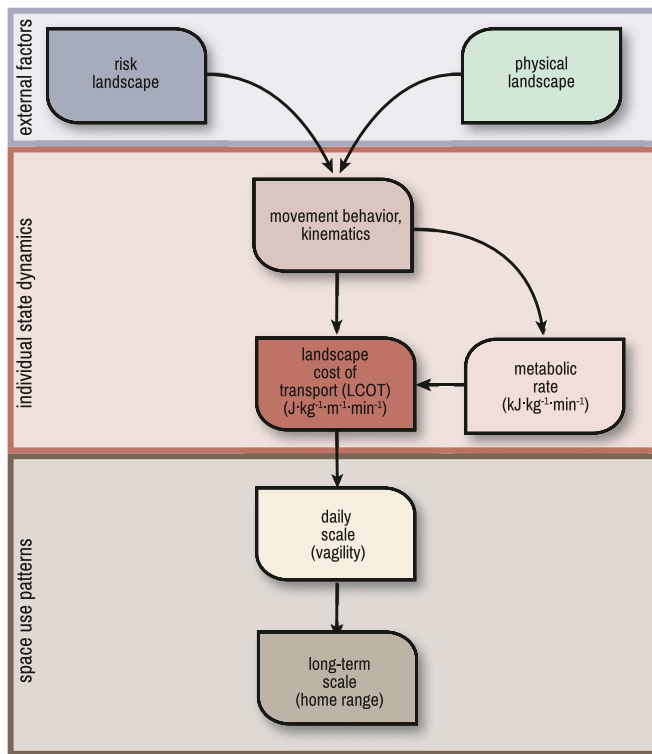 external factors
risk
landscape
physical
landscape
individual state dynamics
movement behavior,
kinematics
landscape
cost of
transport (LCOT)
(J·kg⁻¹·m⁻¹·min⁻¹)
metabolic
rate
(kJ·kg⁻¹·min⁻¹)
space use patterns
daily
scale
(vagility)
long-term
scale
(home range)